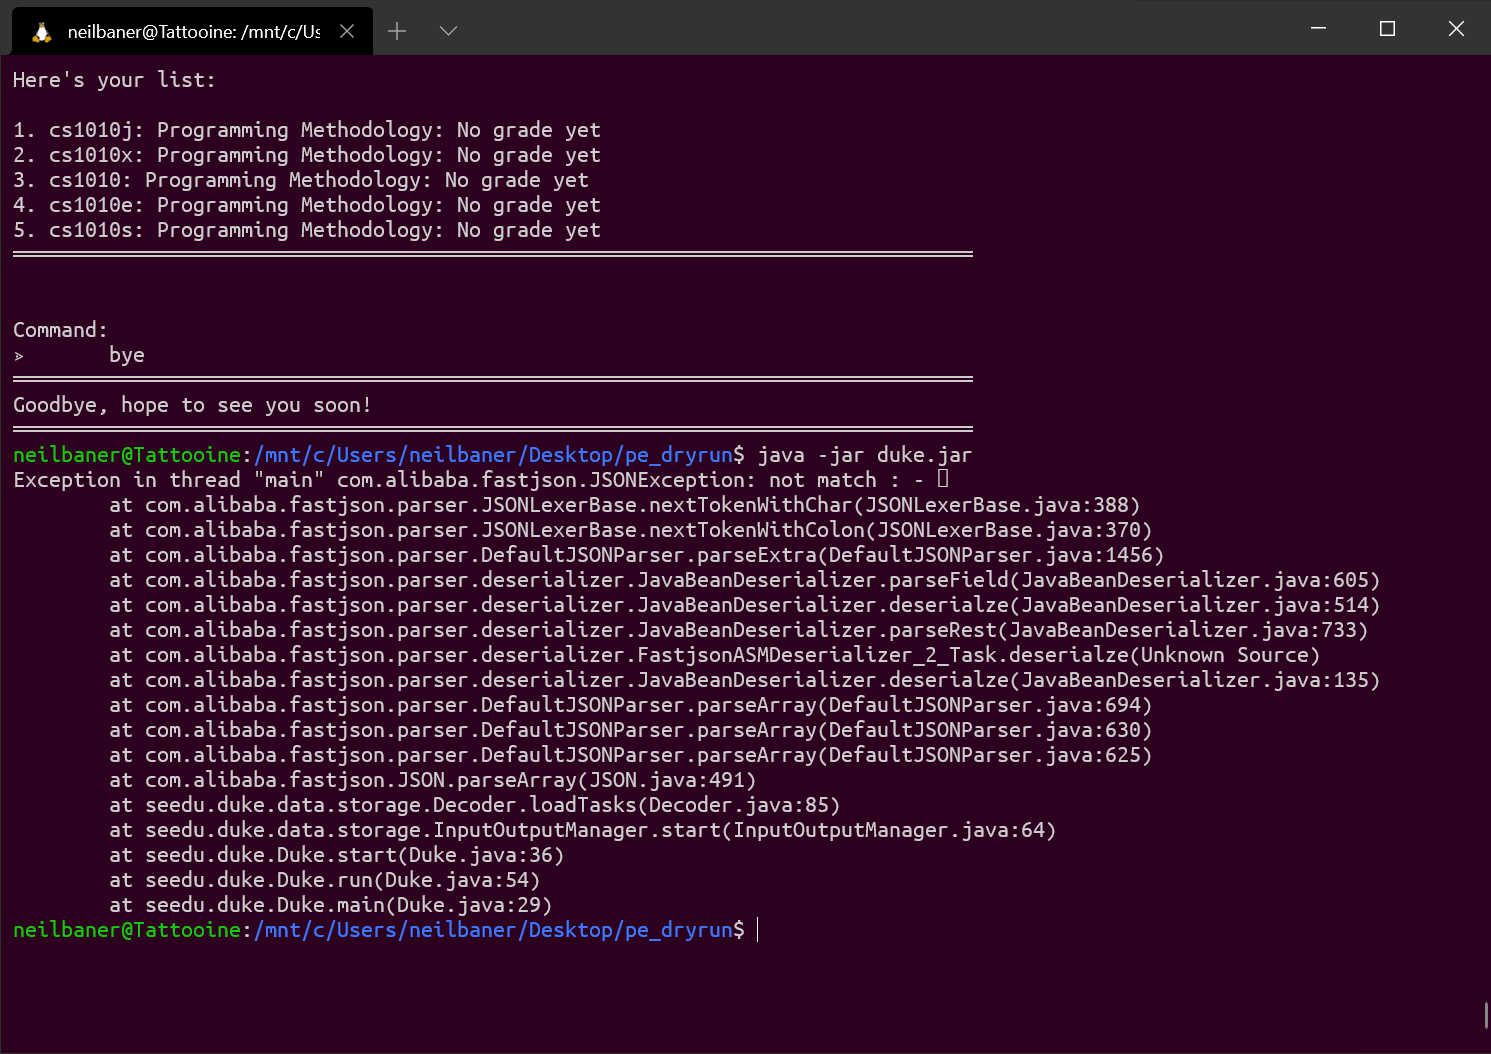 neilbaner@Tattooine: /mnt/c/Us
Here's your list:
1. cs1010j: Programming Methodology: No grade yet
2. cs1010x: Programming Methodology: No grade yet
3. cs1010: Programming Methodology: No grade yet
4. cs1010e: Programming Methodology: No grade yet
5. cs1010s: Programming Methodology: No grade yet
Command:
> bye
Goodbye, hope to see you soon!
neilbaner@Tattooine:/mnt/c/Users/neilbaner/Desktop/pe_dryrun$ java -jar duke.jar
Exception in thread "main" com.alibaba.fastjson.JSONException: not match : - 
        at com.alibaba.fastjson.parser.JSONLexerBase.nextTokenWithChar(JSONLexerBase.java:388)
        at com.alibaba.fastjson.parser.JSONLexerBase.nextTokenWithColon(JSONLexerBase.java:370)
        at com.alibaba.fastjson.parser.DefaultJSONParser.parseExtra(DefaultJSONParser.java:1456)
        at com.alibaba.fastjson.parser.deserializer.JavaBeanDeserializer.parseField(JavaBeanDeserializer.java:605)
        at com.alibaba.fastjson.parser.deserializer.JavaBeanDeserializer.deserialze(JavaBeanDeserializer.java:514)
        at com.alibaba.fastjson.parser.deserializer.JavaBeanDeserializer.parseRest(JavaBeanDeserializer.java:733)
        at com.alibaba.fastjson.parser.deserializer.FastjsonASMDeserializer_2_Task.deserialze(Unknown Source)
        at com.alibaba.fastjson.parser.deserializer.JavaBeanDeserializer.deserialze(JavaBeanDeserializer.java:135)
        at com.alibaba.fastjson.parser.DefaultJSONParser.parseArray(DefaultJSONParser.java:694)
        at com.alibaba.fastjson.parser.DefaultJSONParser.parseArray(DefaultJSONParser.java:630)
        at com.alibaba.fastjson.parser.DefaultJSONParser.parseArray(DefaultJSONParser.java:625)
        at com.alibaba.fastjson.JSON.parseArray(JSON.java:491)
        at seedu.duke.data.storage.Decoder.loadTasks(Decoder.java:85)
        at seedu.duke.data.storage.InputOutputManager.start(InputOutputManager.java:64)
        at seedu.duke.Duke.start(Duke.java:36)
        at seedu.duke.Duke.run(Duke.java:54)
        at seedu.duke.Duke.main(Duke.java:29)
neilbaner@Tattooine:/mnt/c/Users/neilbaner/Desktop/pe_dryrun$